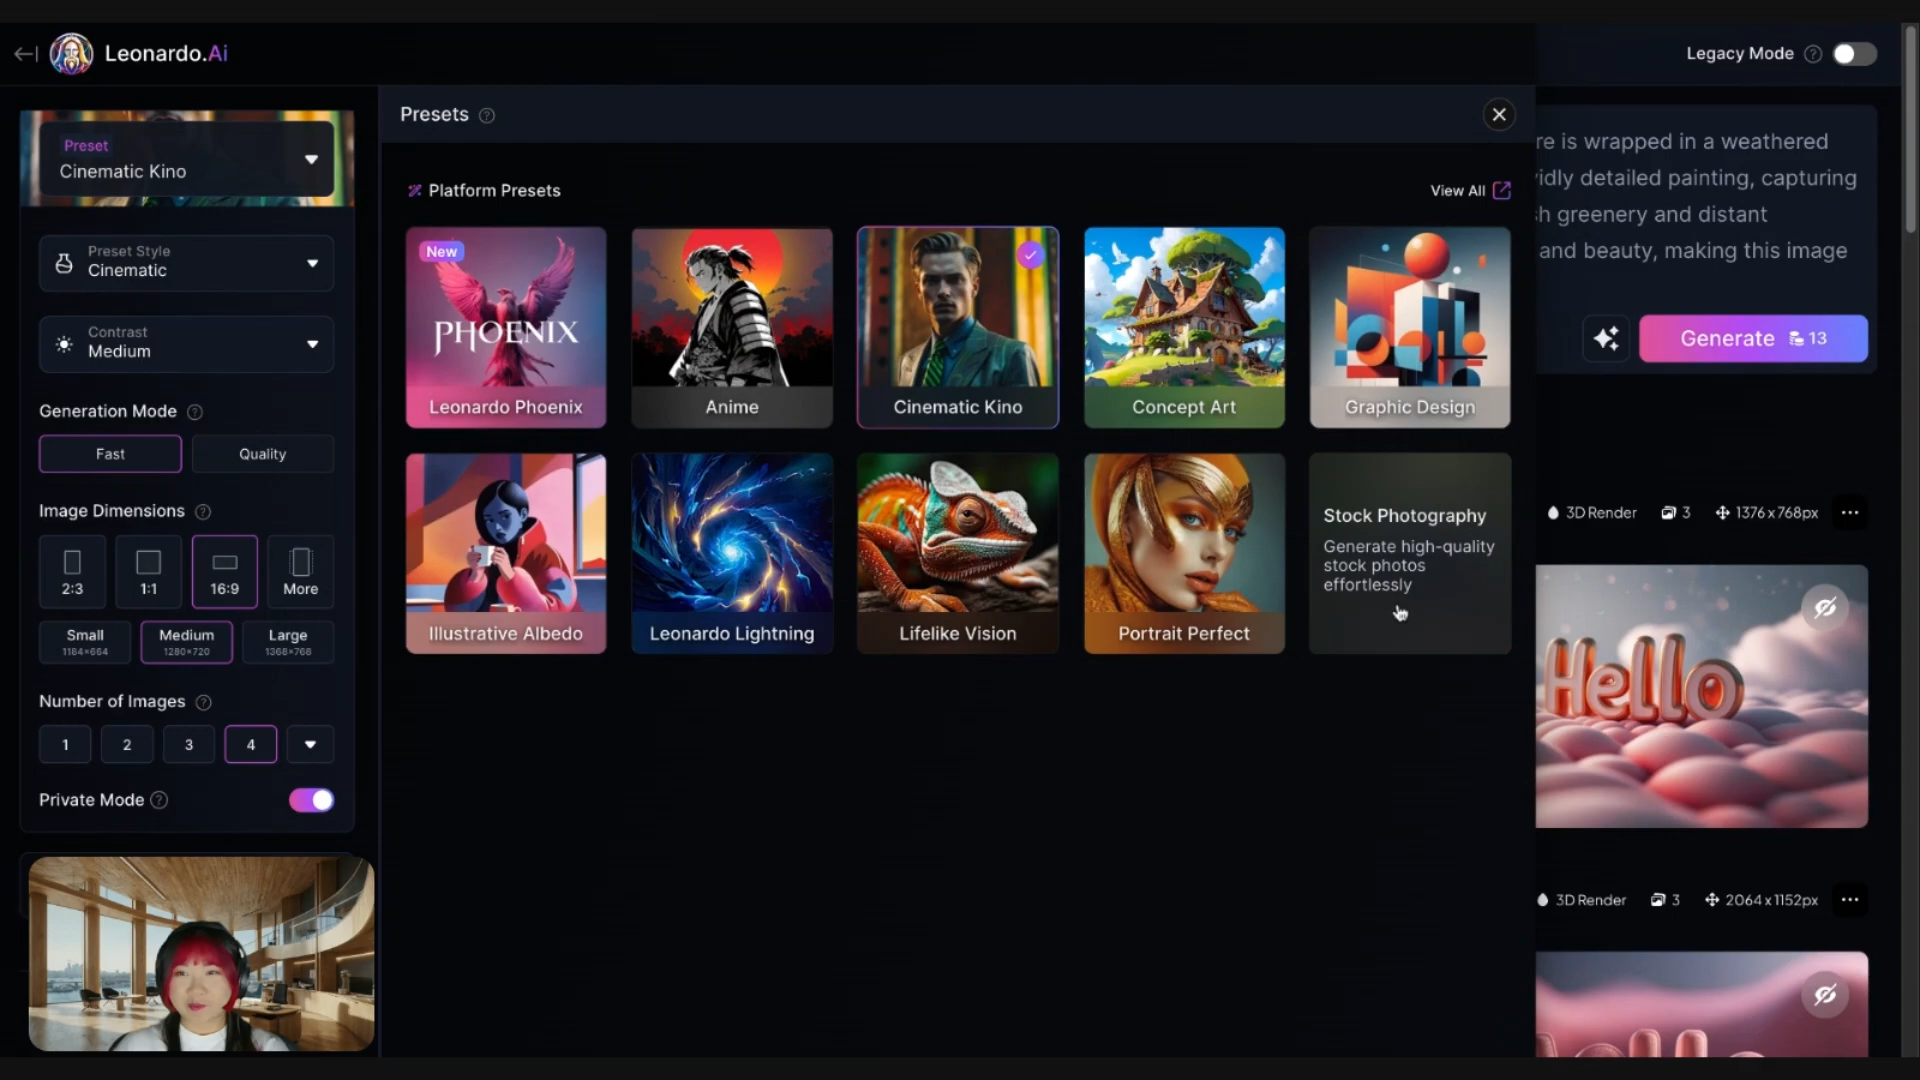 Leonardo.Ai
Legacy Mode
Preset
Cinematic Kino
Preset Style
Cinematic
Contrast
Medium
Generation Mode
Fast
Quality
Image Dimensions
2:3
1:1
16:9
More
Small
1184×664
Medium
1280×720
Large
1368×768
Number of Images
1
2
3
4
Private Mode
Presets
Platform Presets
View All
New
PHOENIX
Leonardo Phoenix
Anime
Cinematic Kino
Concept Art
Graphic Design
Illustrative Albedo
Leonardo Lightning
Lifelike Vision
Portrait Perfect
Stock Photography
Generate high-quality
stock photos
effortlessly
re is wrapped in a weathered
idly detailed painting, capturing
h greenery and distant
and beauty, making this image
Generate 13
3D Render 3 1376x768px
Hello
3D Render 3 2064x1152px